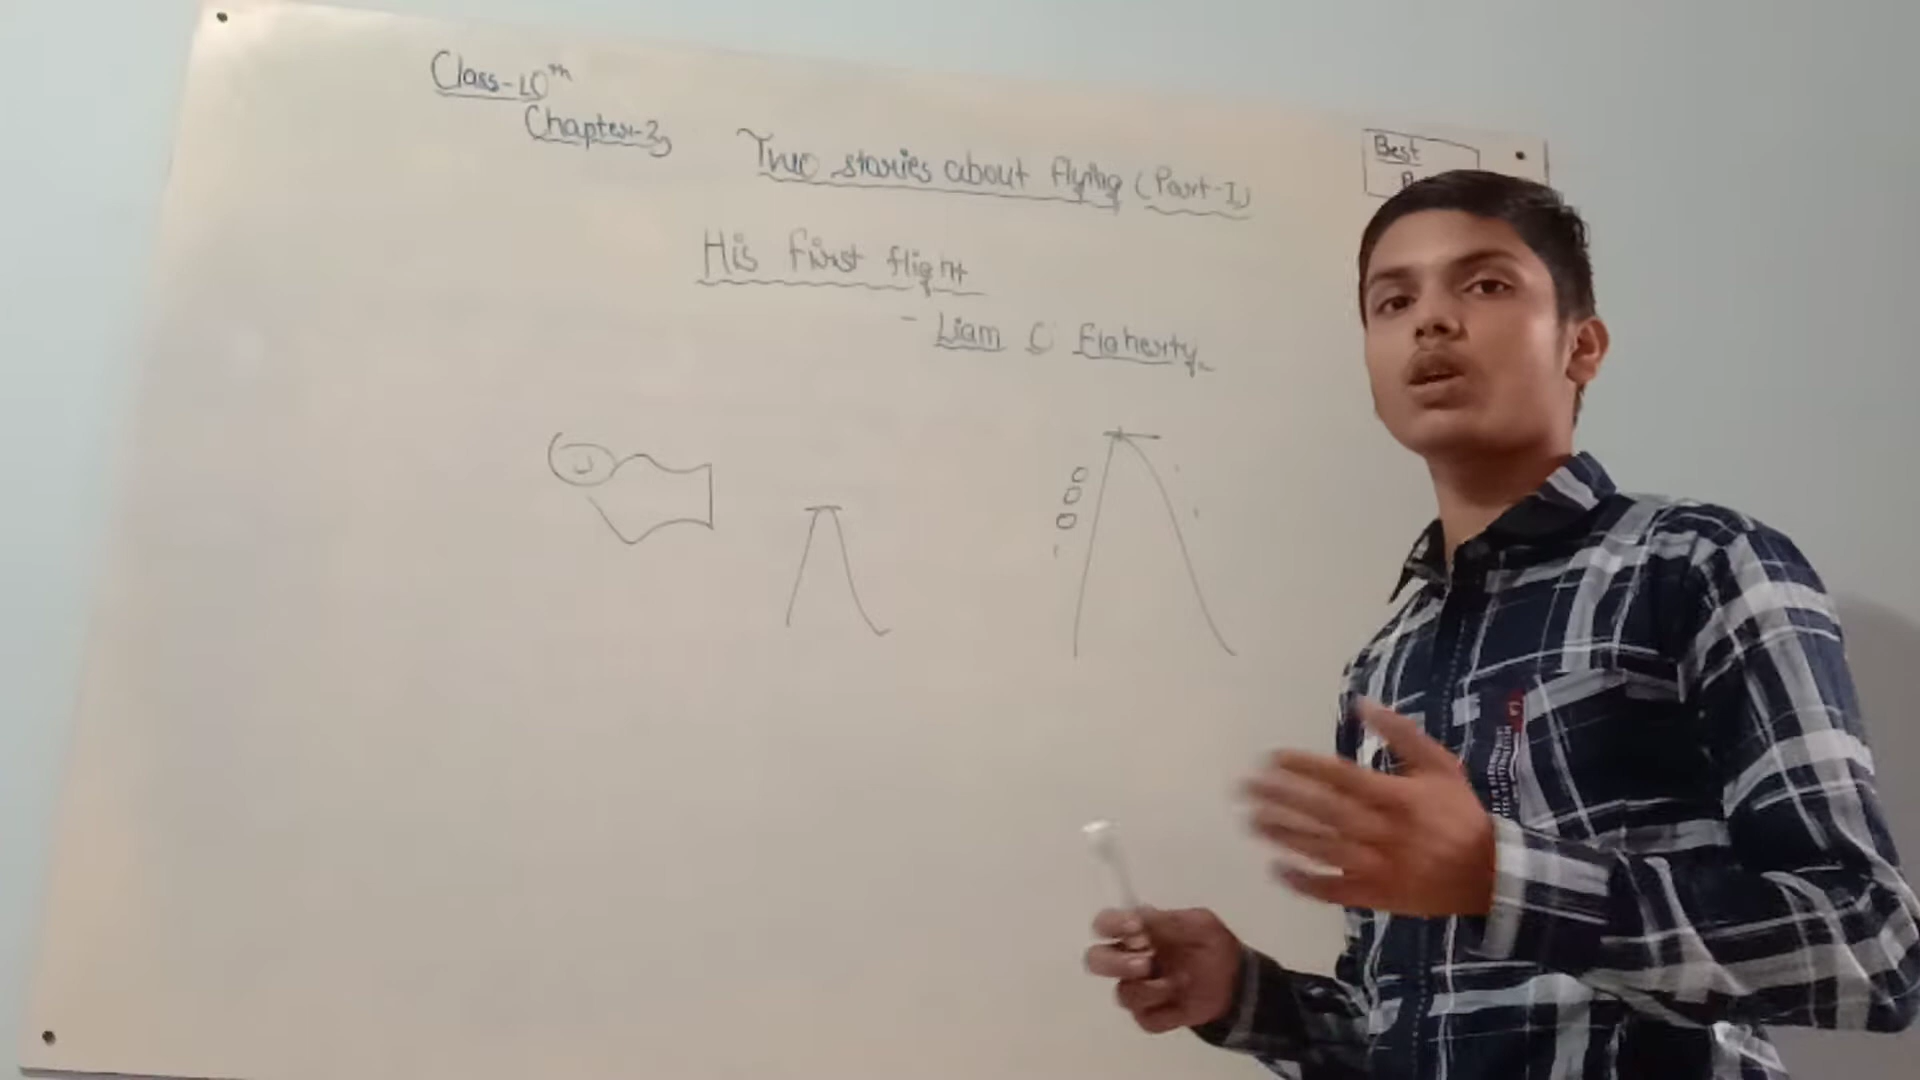 Class-10th
Chapter-3
Two stories about flying (Part-I)
His First flight
- Liam O Flaherty
Best